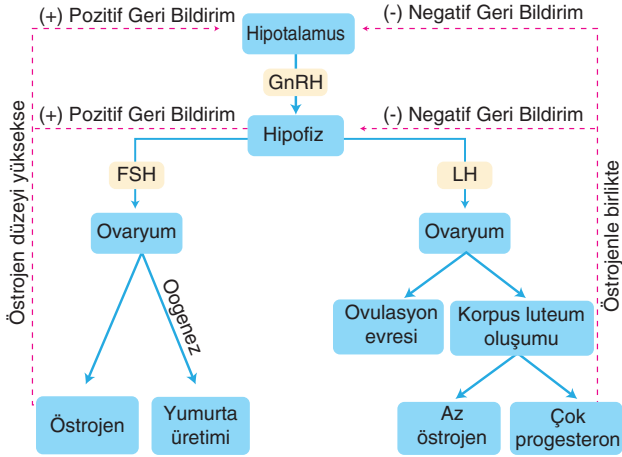 (+) Pozitif Geri Bildirim
(-) Negatif Geri Bildirim
Hipotalamus
GnRH
(+) Pozitif Geri Bildirim
(-) Negatif Geri Bildirim
Hipofiz
FSH
LH
Ovaryum
Ovaryum
Östrojen düzeyi yüksekse
Östrojenle birlikte
Oogenez
Ovulasyon
evresi
Korpus luteum
oluşumu
Östrojen
Yumurta
üretimi
Az
östrojen
Çok
progesteron